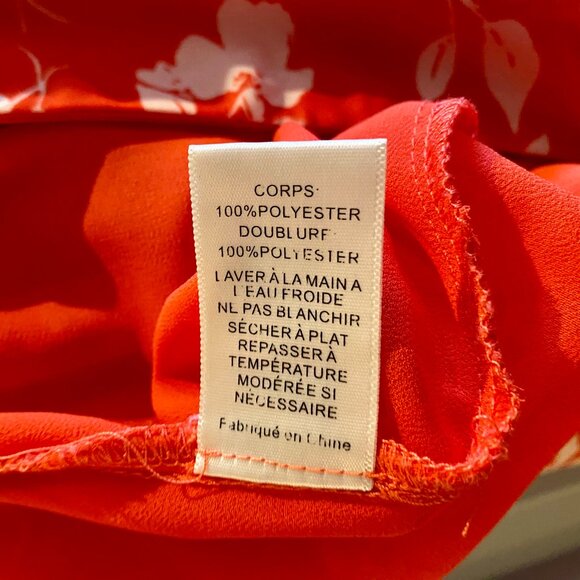 CORPS:
100%POLYESTER
DOUBLURE
100%POLYESTER
LAVER À LA MAIN A
L'EAU FROIDE
NE PAS BLANCHIR
SÉCHER À PLAT
REPASSER À
TEMPÉRATURE
MODÉRÉE SI
NÉCESSAIRE
Fabriqué en Chine